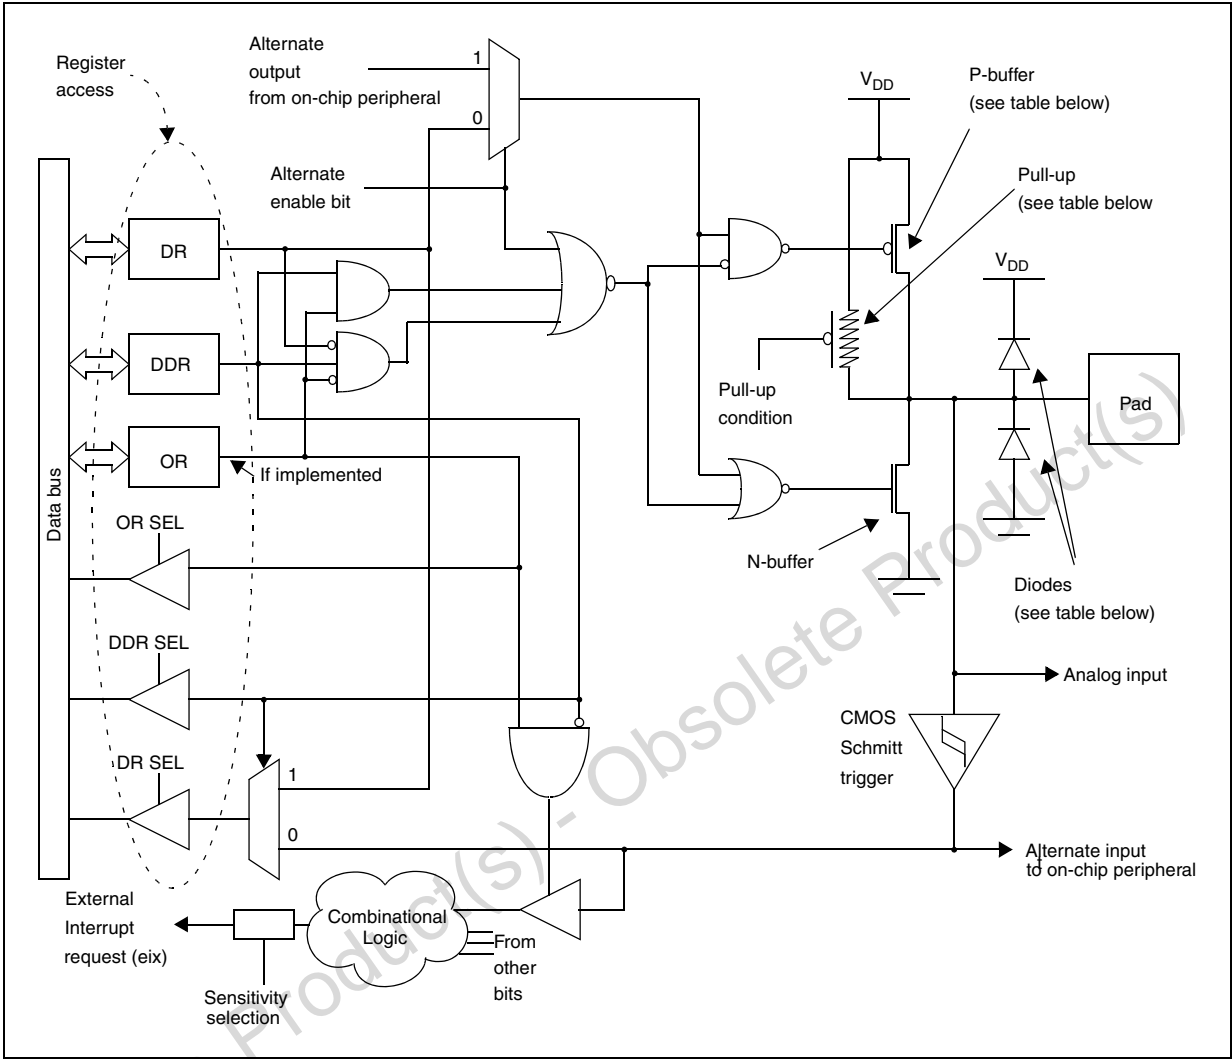 Register
access
Alternate
output
from on-chip peripheral
1
0
Alternate
enable bit
VDD
P-buffer
(see table below)
Pull-up
(see table below
DR
DDR
OR
If implemented
Data bus
OR SEL
DDR SEL
DR SEL
1
0
Pull-up
condition
VDD
Pad
N-buffer
Diodes
(see table below)
Analog input
CMOS
Schmitt
trigger
Alternate input
to on-chip peripheral
External
Interrupt
request (eix)
Combinational
Logic
From
other
bits
Sensitivity
selection
Product(s) - Obsolete Product(s)